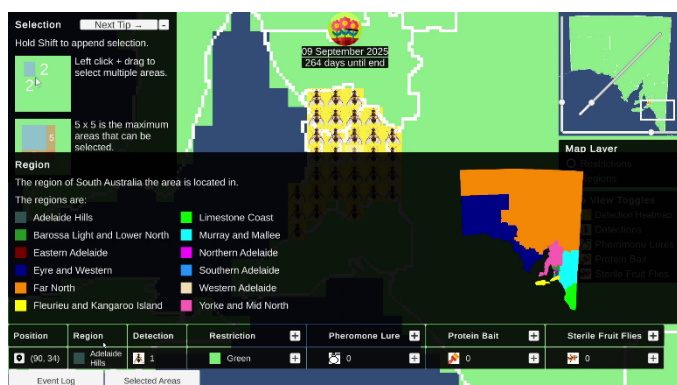 Selection
Next Tip →
-
Hold Shift to append selection.
Left click + drag to
select multiple areas.
2
2
5 x 5 is the maximum
areas that can be
selected.
5
09 September 2025
264 days until end
Map Layer
Restrictions
Regions
View Toggles
Detection Heatmap
Detections
Pheromone Lures
Protein Bait
Sterile Fruit Flies
Region
The region of South Australia the area is located in.
The regions are:
Adelaide Hills
Limestone Coast
Barossa Light and Lower North
Murray and Mallee
Eastern Adelaide
Northern Adelaide
Eyre and Western
Southern Adelaide
Far North
Western Adelaide
Fleurieu and Kangaroo Island
Yorke and Mid North
Position
Region
Detection
Restriction
+
Pheromone Lure
+
Protein Bait
+
Sterile Fruit Flies
+
(90, 34)
Adelaide
Hills
1
Green
+
0
+
0
+
0
+
Event Log
Selected Areas